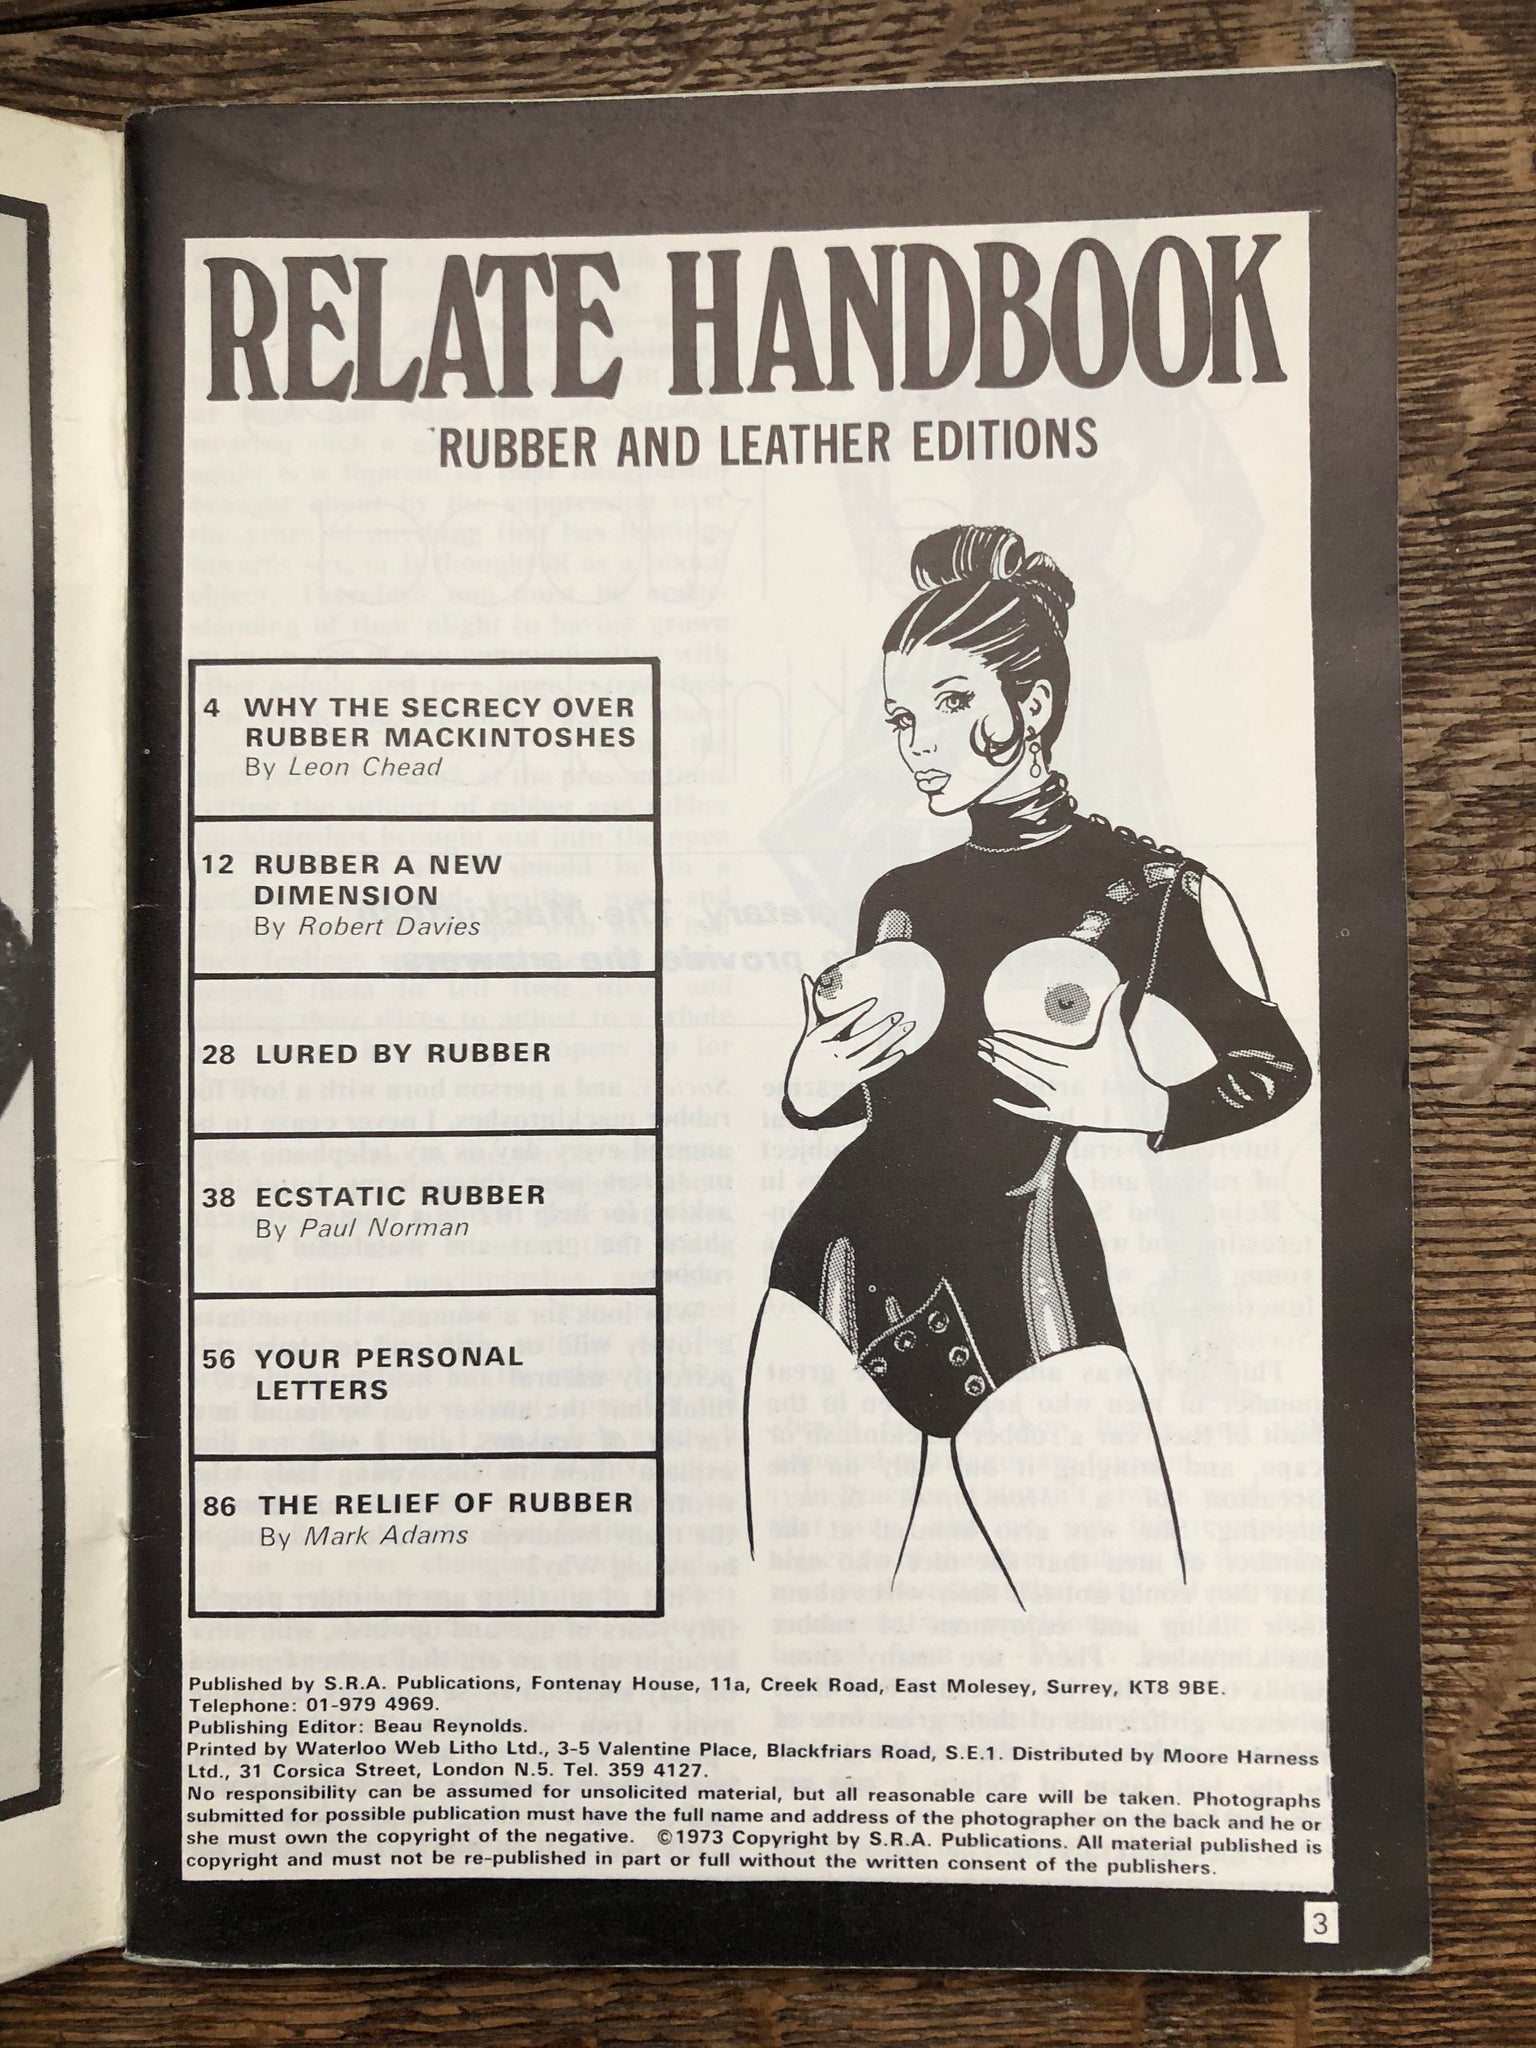 RELATE HANDBOOK
RUBBER AND LEATHER EDITIONS
4 WHY THE SECRECY OVER
RUBBER MACKINTOSHES
By Leon Chead
12 RUBBER A NEW
DIMENSION
By Robert Davies
28 LURED BY RUBBER
38 ECSTATIC RUBBER
By Paul Norman
56 YOUR PERSONAL
LETTERS
86 THE RELIEF OF RUBBER
By Mark Adams
Published by S.R.A. Publications, Fontenay House, 11a, Creek Road, East Molesey, Surrey, KT8 9BE.
Telephone: 01-979 4969.
Publishing Editor: Beau Reynolds.
Printed by Waterloo Web Litho Ltd., 3-5 Valentine Place, Blackfriars Road, S.E.1. Distributed by Moore Harness
Ltd., 31 Corsica Street, London N.5. Tel. 359 4127.
No responsibility can be assumed for unsolicited material, but all reasonable care will be taken. Photographs
submitted for possible publication must have the full name and address of the photographer on the back and he or
she must own the copyright of the negative. ©1973 Copyright by S.R.A. Publications. All material published is
copyright and must not be re-published in part or full without the written consent of the publishers.
3